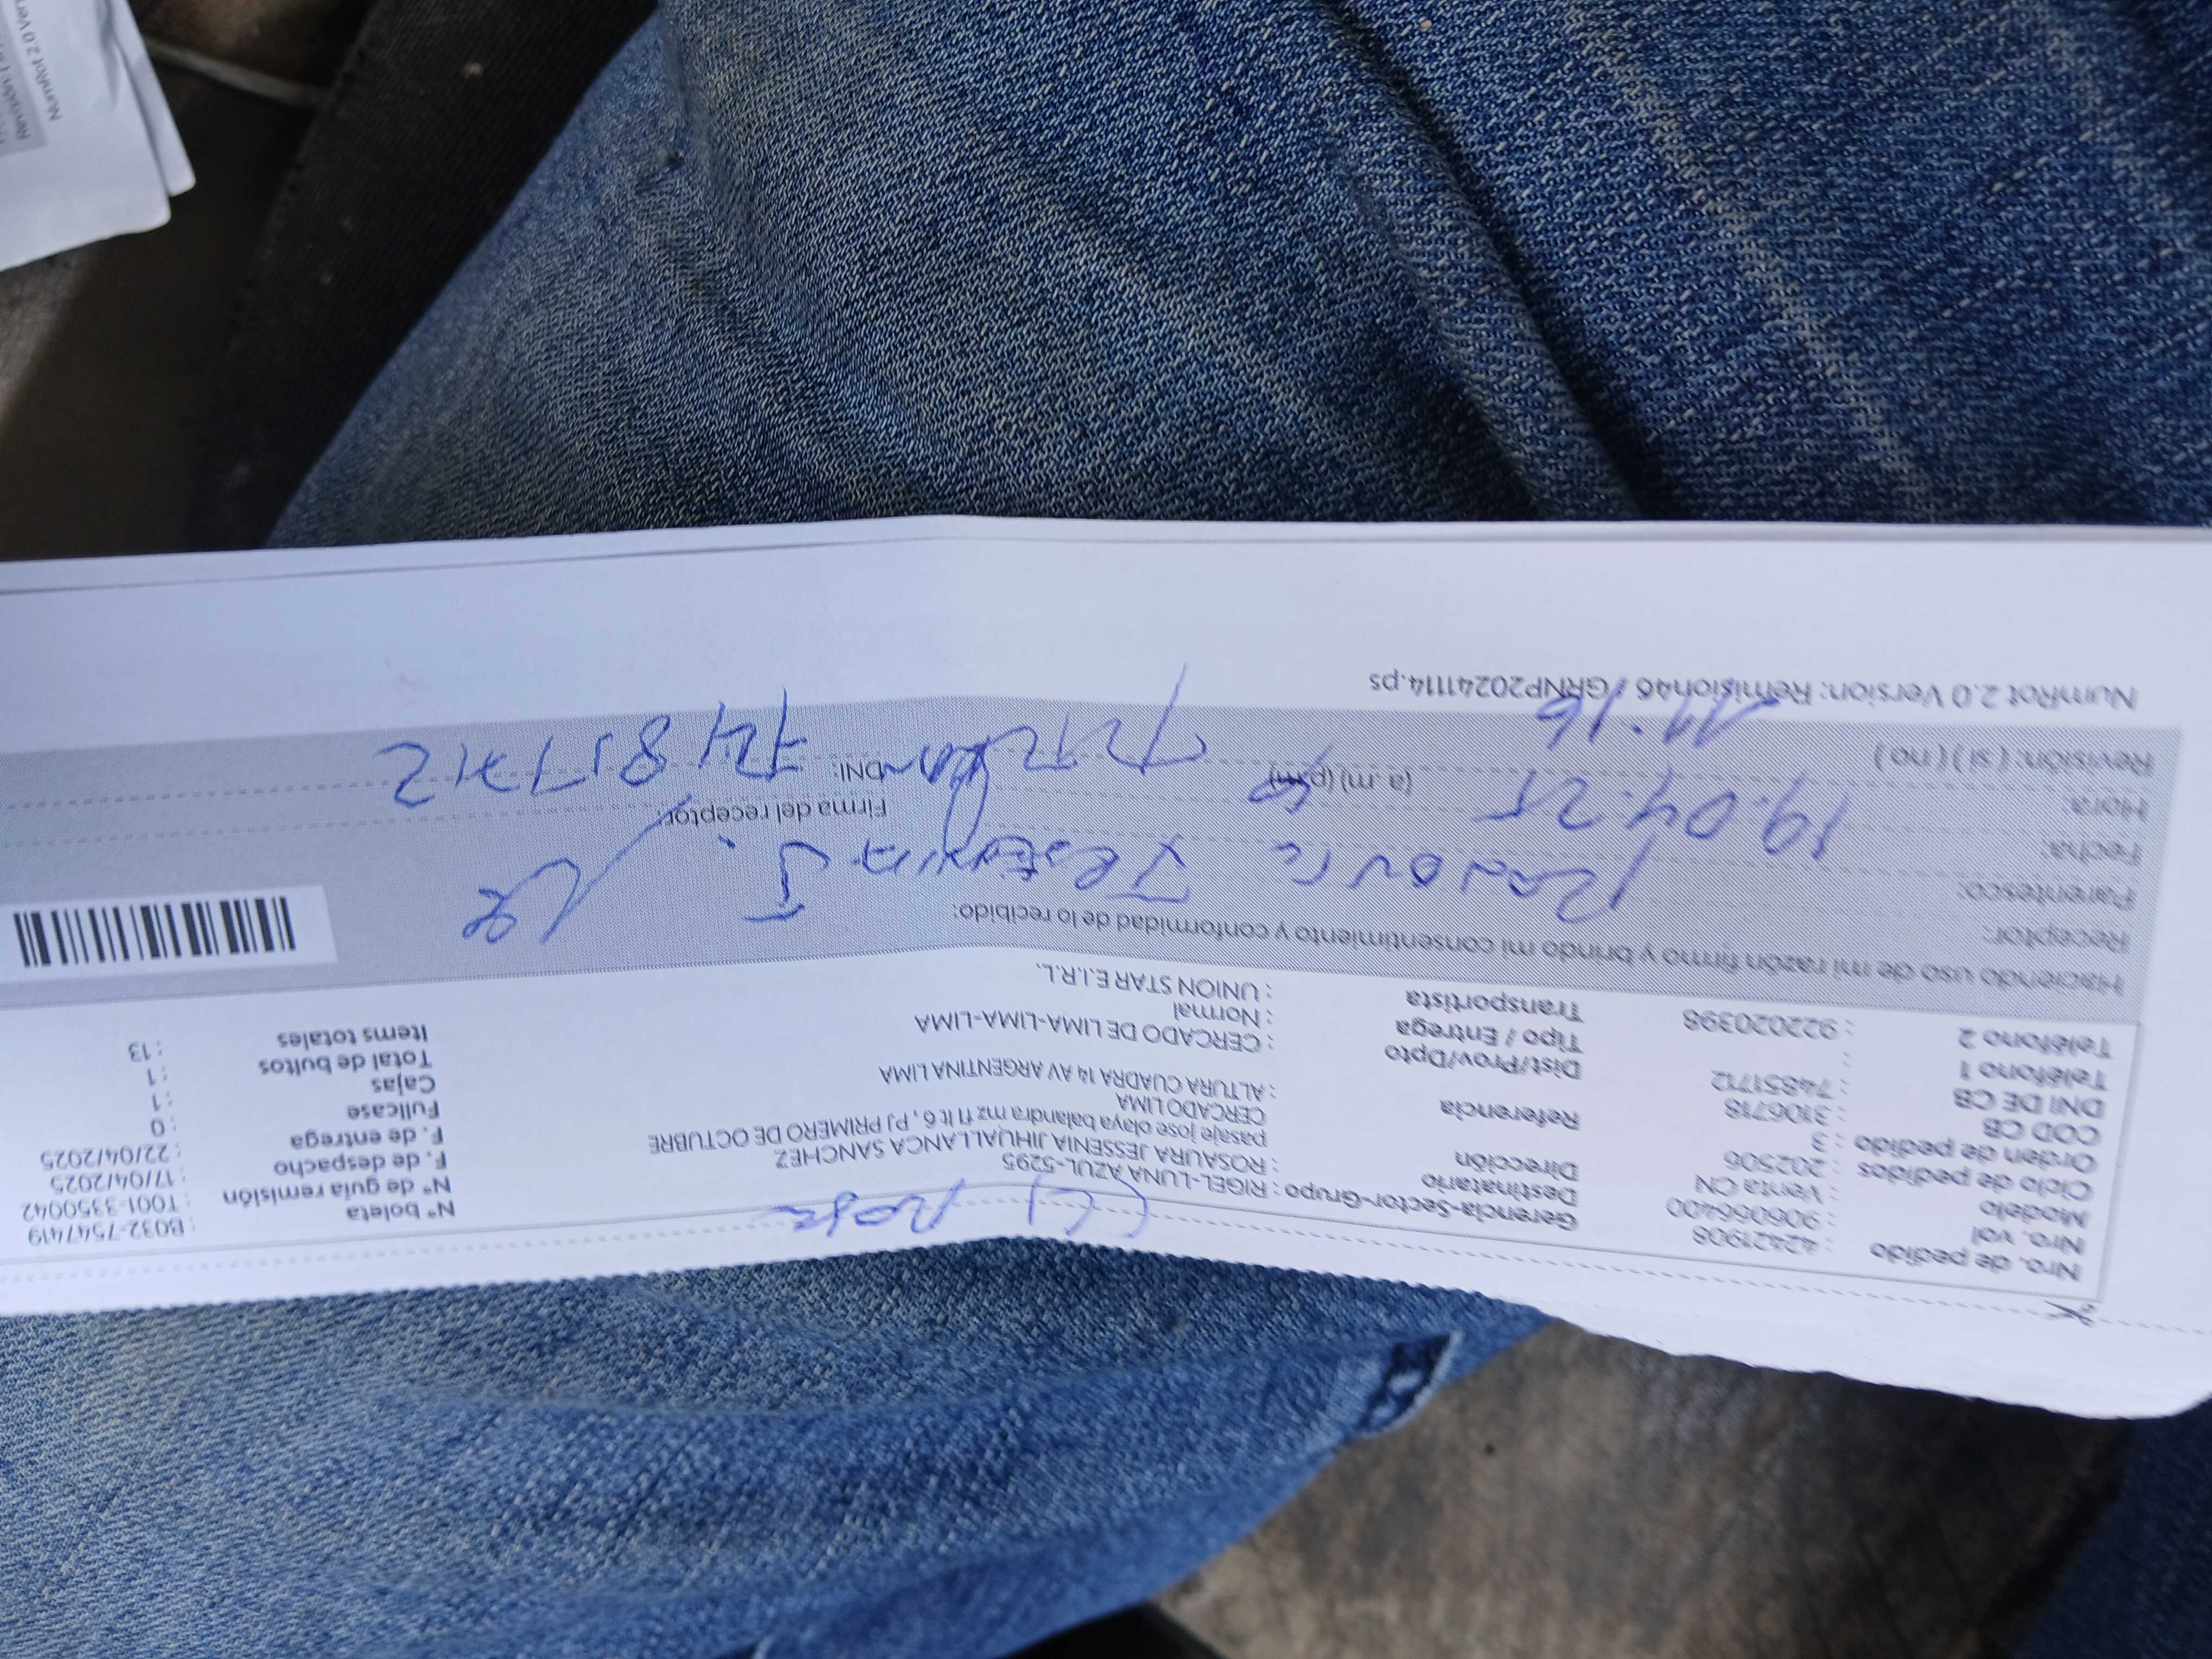 Nro. de pedido : 42421908
Nro. vol : 906066400
Modelo : Venta CN
Ciclo de pedidos : 202506
Orden de pedido : 3
COD CB : 3106718
DNI DE CB : 74851712
Teléfono 1 :
Teléfono 2 : 922020398
Gerencia-Sector-Grupo : RIGEL-LUNA AZUL-5295
Destinatario : ROSAURA JESSENIA JIHUALLANCA SANCHEZ
Dirección pasaje jose olaya balandra mz f1 lt 6 , PJ PRIMERO DE OCTUBRE
CERCADO LIMA
Referencia : ALTURA CUADRA 14 AV ARGENTINA LIMA
Dist/Prov/Dpto : CERCADO DE LIMA-LIMA-LIMA
Tipo / Entrega : Normal
Transportista : UNION STAR E.I.R.L.
N° boleta : B032-7547419
N° de guía remisión : T001-3350042
F. de despacho : 17/04/2025
F. de entrega : 22/04/2025
Fullcase : 0
Cajas : 1
Total de bultos : 1
Items totales : 13
Haciendo uso de mi razón firmo y brindo mi consentimiento y conformidad de lo recibido:
Receptor:
Parentesco:
Fecha: 19.04.25
Hora: (a.m) (p.m)
Revisión: ( si ) ( no ) 11:16
Firma del receptor:
DNI: 74851712
NumRot 2.0 Version: Remision46 / GRNP20241114.ps